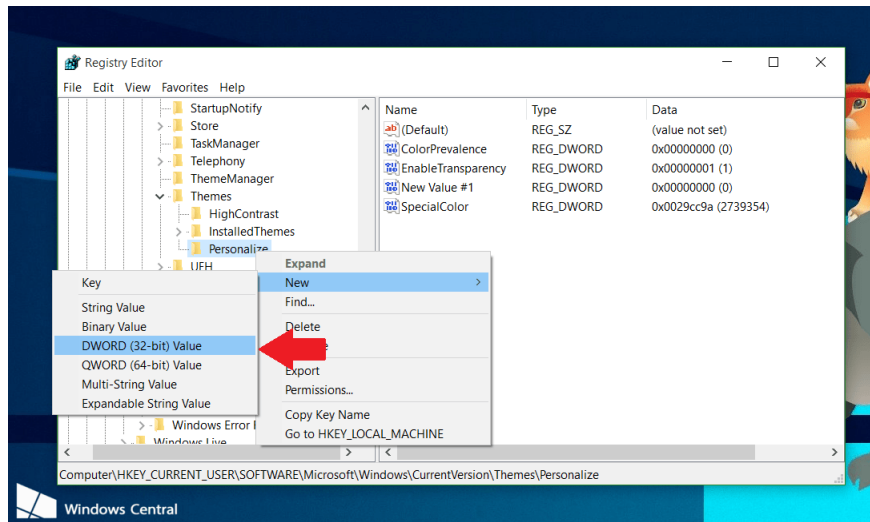 Registry Editor
File Edit View Favorites Help
StartupNotify
Store
TaskManager
Telephony
ThemeManager
Themes
HighContrast
InstalledThemes
Personalize
UFH
Windows Error
Windows Live
Name Type Data
(Default) REG_SZ (value not set)
ColorPrevalence REG_DWORD 0x00000000 (0)
EnableTransparency REG_DWORD 0x00000001 (1)
New Value #1 REG_DWORD 0x00000000 (0)
SpecialColor REG_DWORD 0x0029cc9a (2739354)
Expand
New
Find...
Delete
Export
Permissions...
Copy Key Name
Go to HKEY_LOCAL_MACHINE
Key
String Value
Binary Value
DWORD (32-bit) Value
QWORD (64-bit) Value
Multi-String Value
Expandable String Value
Computer\HKEY_CURRENT_USER\SOFTWARE\Microsoft\Windows\CurrentVersion\Themes\Personalize
Windows Central